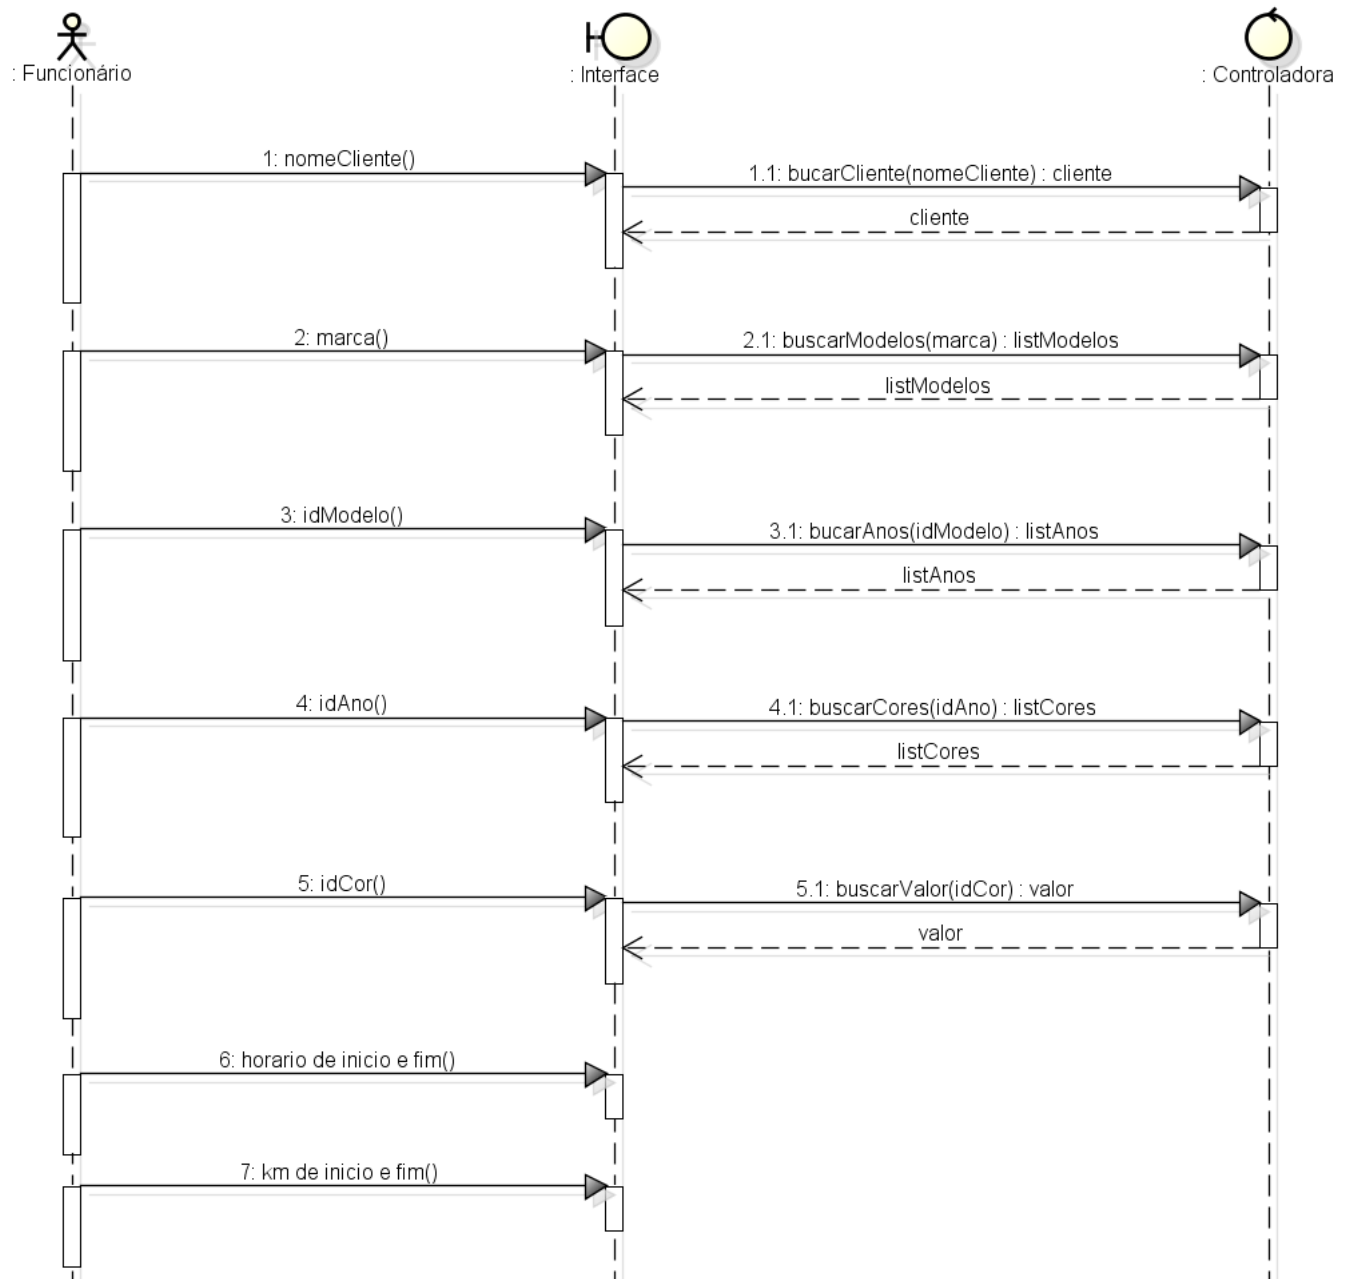 : Funcionário
: Interface
: Controladora
1: nomeCliente()
1.1: bucarCliente(nomeCliente) : cliente
cliente
2: marca()
2.1: buscarModelos(marca) : listModelos
listModelos
3: idModelo()
3.1: bucarAnos(idModelo) : listAnos
listAnos
4: idAno()
4.1: buscarCores(idAno) : listCores
listCores
5: idCor()
5.1: buscarValor(idCor) : valor
valor
6: horario de inicio e fim()
7: km de inicio e fim()